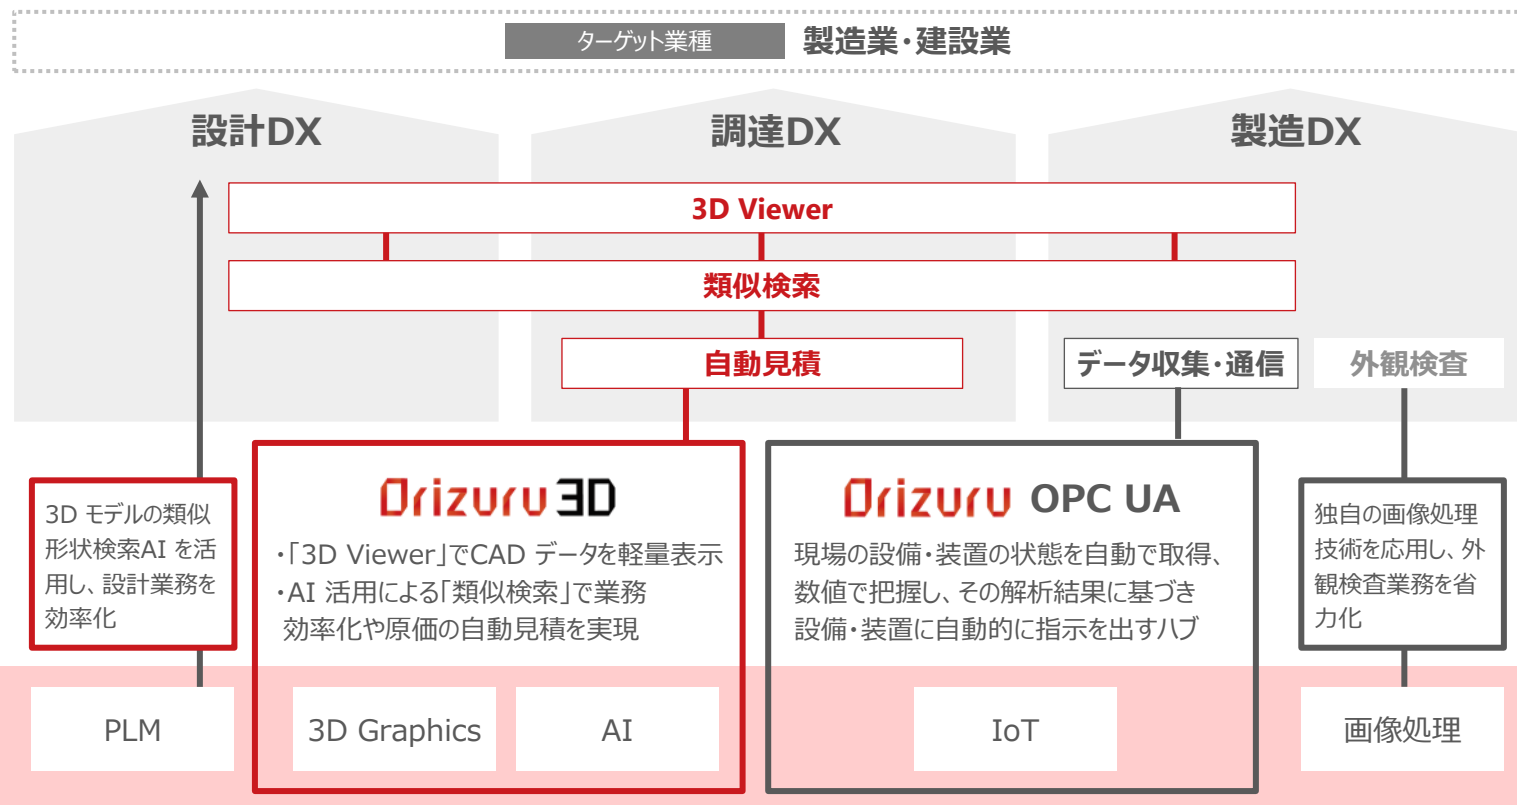 ターゲット業種
製造業・建設業
設計DX
調達DX
製造DX
3D Viewer
類似検索
自動見積
データ収集・通信
外観検査
3D モデルの類似
形状検索AI を活
用し、設計業務を
効率化
Orizuru 3D
・「3D Viewer」でCAD データを軽量表示
・AI 活用による「類似検索」で業務
効率化や原価の自動見積を実現
Orizuru OPC UA
現場の設備・装置の状態を自動で取得、
数値で把握し、その解析結果に基づき
設備・装置に自動的に指示を出すハブ
独自の画像処理
技術を応用し、外
観検査業務を省
力化
PLM
3D Graphics
AI
IoT
画像処理